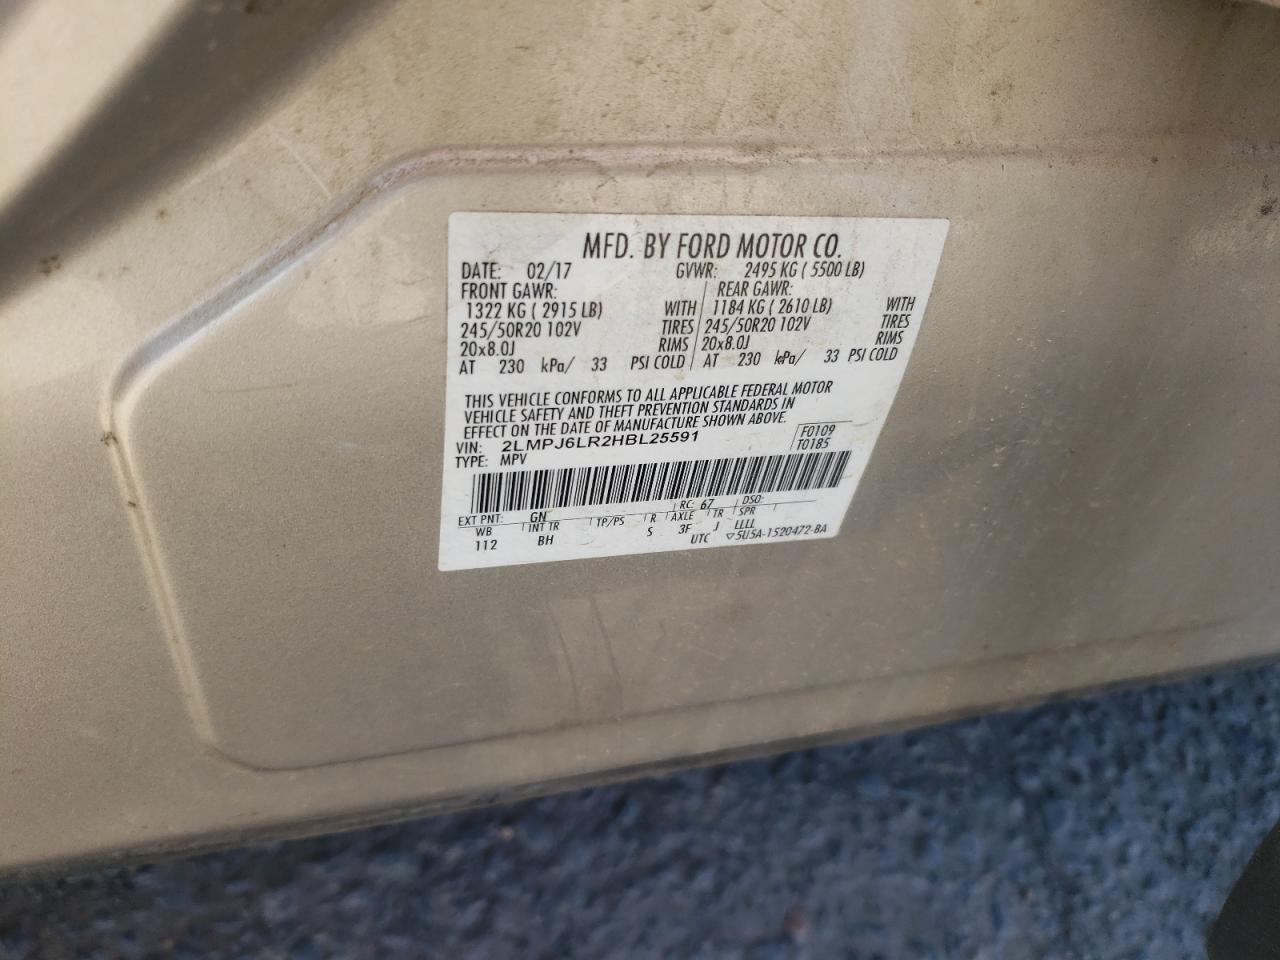 MFD. BY FORD MOTOR CO.
DATE: 02/17 GVWR: 2495 KG ( 5500 LB)
FRONT GAWR: REAR GAWR:
1322 KG ( 2915 LB) WITH 1184 KG ( 2610 LB) WITH
245/50R20 102V TIRES 245/50R20 102V TIRES
20x8.0J RIMS 20x8.0J RIMS
AT 230 kPa/ 33 PSI COLD AT 230 kPa/ 33 PSI COLD
THIS VEHICLE CONFORMS TO ALL APPLICABLE FEDERAL MOTOR
VEHICLE SAFETY AND THEFT PREVENTION STANDARDS IN
EFFECT ON THE DATE OF MANUFACTURE SHOWN ABOVE.
VIN: 2LMPJ6LR2HBL25591 F0109
TYPE: MPV T0185
EXT PNT: GN RC: 67 DSO:
WB INT TR TP/PS R AXLE TR SPR
112 BH S 3F J LLLL
UTC ▽5U5A-1520472-BA